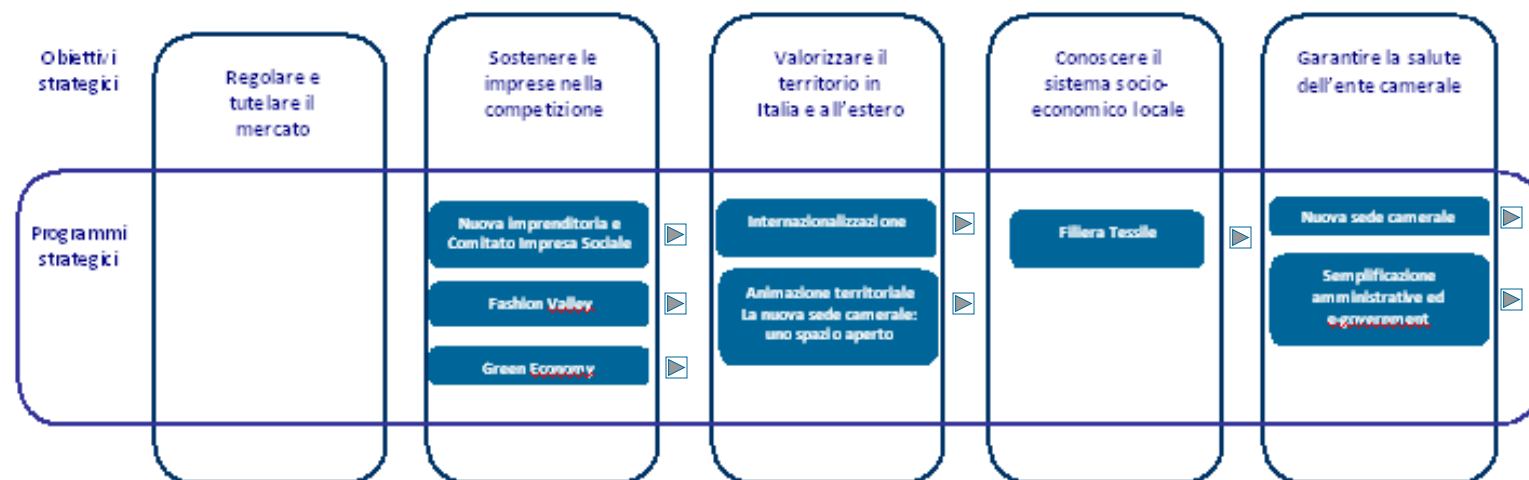 Obiettivi
strategici
Regolare e
tutelare il
mercato
Sostenere le
imprese nella
competizione
Valorizzare il
territorio in
Italia e all'estero
Conoscere il
sistema socio-
economico locale
Garantire la salute
dell'ente camerale
Programmi
strategici
Nuova imprenditoria e
Comitato Impresa Sociale
Fashion Valley
Green Economy
Internazionalizzazione
Animazione territoriale
La nuova sede camerale:
uno spazio aperto
Filiera Tessile
Nuova sede camerale
Semplificazione
amministrative ed
e-government